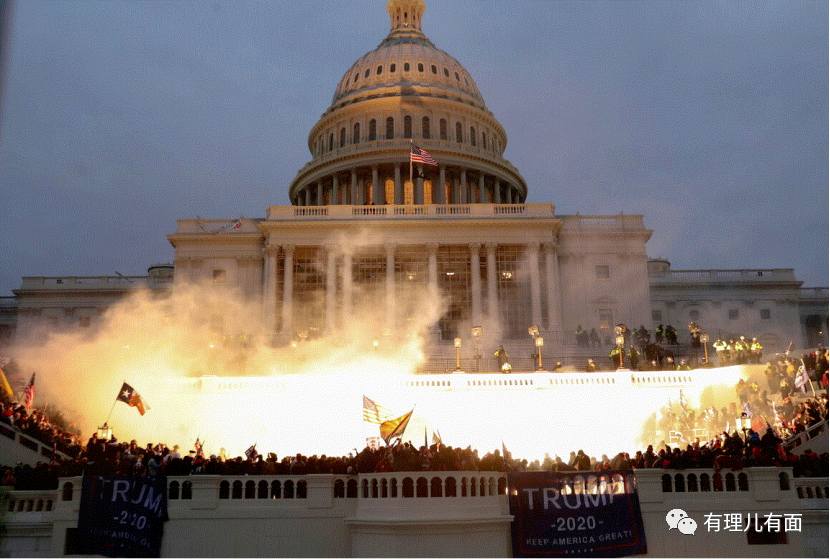 TRUMP
-2020-
TRUMP
-2020-
KEEP AMERICA GREAT!
有理儿有面